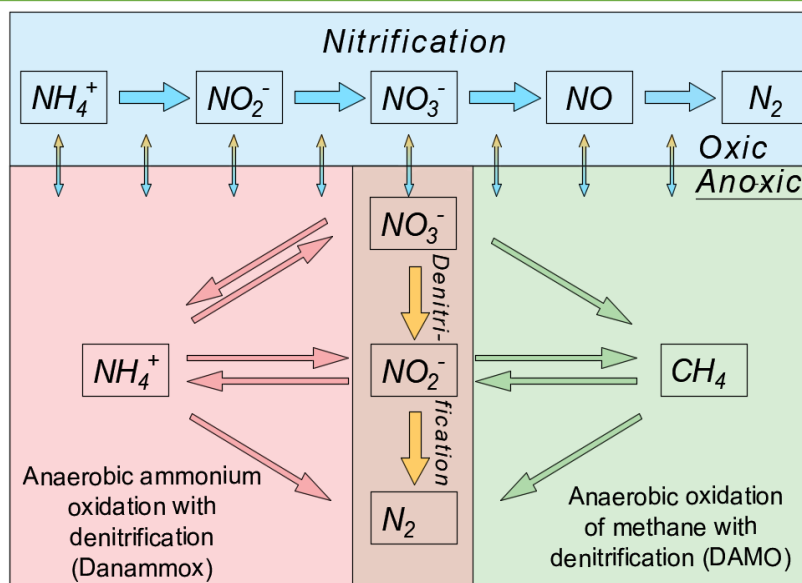 Nitrification
NH₄⁺ NO₂⁻ NO₃⁻ NO N₂
Oxic
Anoxic
NO₃⁻
Denitri-
NH₄⁺ NO₂⁻ CH₄
fication
N₂
Anaerobic ammonium
oxidation with
denitrification
(Danammox)
Anaerobic oxidation
of methane with
denitrification (DAMO)